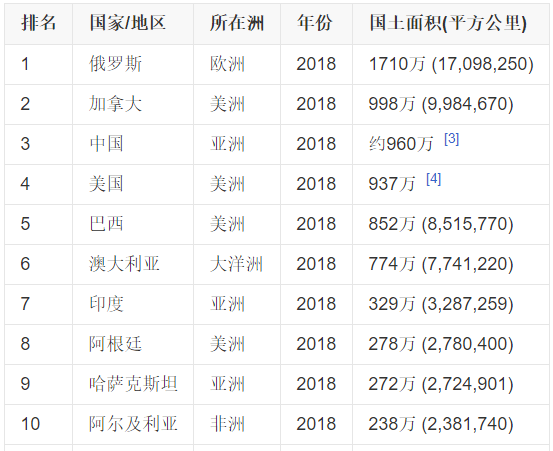 排名 国家/地区 所在洲 年份 国土面积(平方公里)
1 俄罗斯 欧洲 2018 1710万 (17,098,250)
2 加拿大 美洲 2018 998万 (9,984,670)
3 中国 亚洲 2018 约960万 [3]
4 美国 美洲 2018 937万 [4]
5 巴西 美洲 2018 852万 (8,515,770)
6 澳大利亚 大洋洲 2018 774万 (7,741,220)
7 印度 亚洲 2018 329万 (3,287,259)
8 阿根廷 美洲 2018 278万 (2,780,400)
9 哈萨克斯坦 亚洲 2018 272万 (2,724,901)
10 阿尔及利亚 非洲 2018 238万 (2,381,740)